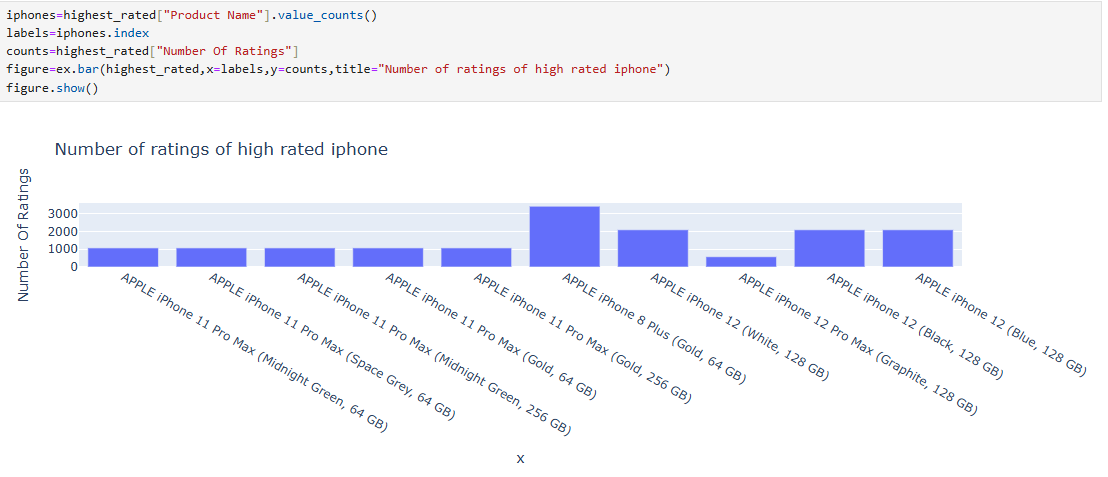 iphones=highest_rated["Product Name"].value_counts()
labels=iphones.index
counts=highest_rated["Number Of Ratings"]
figure=ex.bar(highest_rated,x=labels,y=counts,title="Number of ratings of high rated iphone")
figure.show()
Number of ratings of high rated iphone
Number Of Ratings
3000
2000
1000
0
APPLE iPhone 11 Pro Max (Midnight Green, 64 GB)
APPLE iPhone 11 Pro Max (Space Grey, 64 GB)
APPLE iPhone 11 Pro Max (Midnight Green, 256 GB)
APPLE iPhone 11 Pro Max (Gold, 64 GB)
APPLE iPhone 11 Pro Max (Gold, 256 GB)
APPLE iPhone 8 Plus (Gold, 64 GB)
APPLE iPhone 12 (White, 128 GB)
APPLE iPhone 12 Pro Max (Graphite, 128 GB)
APPLE iPhone 12 (Black, 128 GB)
APPLE iPhone 12 (Blue, 128 GB)
x